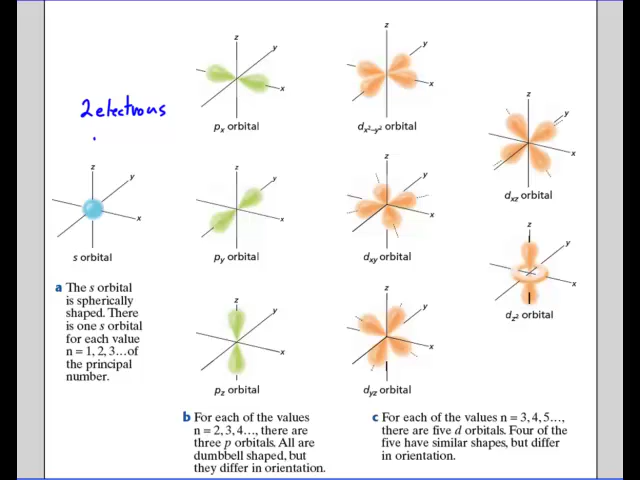 2 electrons
z
y
x
s orbital
a The s orbital
is spherically
shaped. There
is one s orbital
for each value
n = 1, 2, 3…of
the principal
number.
z
y
x
px orbital
z
y
x
py orbital
z
y
x
pz orbital
b For each of the values
n = 2, 3, 4…, there are
three p orbitals. All are
dumbbell shaped, but
they differ in orientation.
z
y
x
dx²–y² orbital
z
y
x
dxy orbital
z
y
x
dyz orbital
z
y
x
dxz orbital
z
y
x
dz² orbital
c For each of the values n = 3, 4, 5…,
there are five d orbitals. Four of the
five have similar shapes, but differ
in orientation.